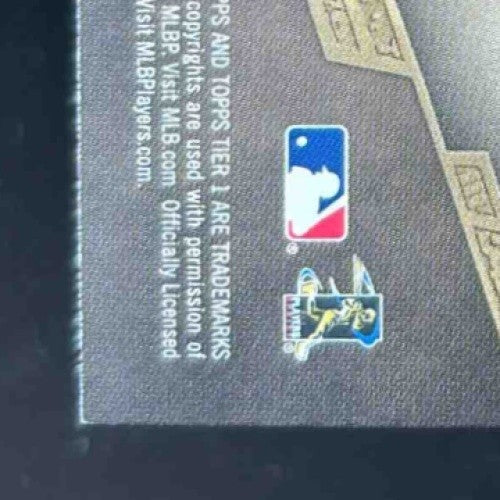 PPS AND TOPPS TIER 1 ARE TRADEMARKS
copyrights are used with permission of
MLBP. Visit MLB.com. Officially Licensed
Visit MLBPlayers.com.
®
®